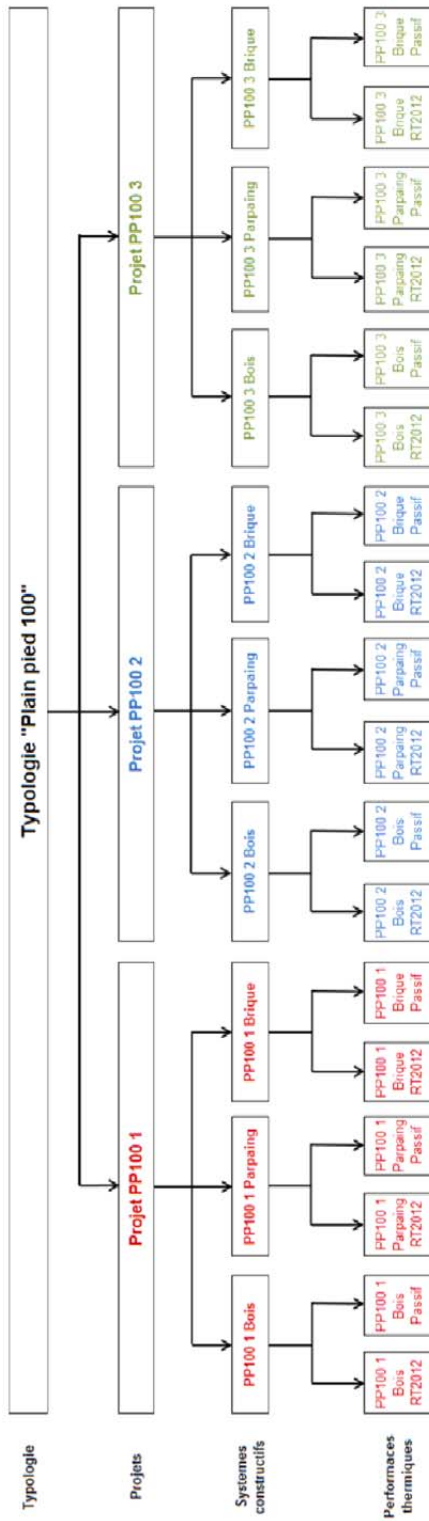 Typologie
Typologie "Plain pied 100"
Projets
Projet PP100 1
Projet PP100 2
Projet PP100 3
Systemes
constructifs
PP100 1 Bois
PP100 1 Parpaing
PP100 1 Brique
PP100 2 Bois
PP100 2 Parpaing
PP100 2 Brique
PP100 3 Bois
PP100 3 Parpaing
PP100 3 Brique
Performaces
thermiques
PP100 1
Bois
RT2012
PP100 1
Bois
Passif
PP100 1
Parpaing
RT2012
PP100 1
Parpaing
Passif
PP100 1
Brique
RT2012
PP100 1
Brique
Passif
PP100 2
Bois
RT2012
PP100 2
Bois
Passif
PP100 2
Parpaing
RT2012
PP100 2
Parpaing
Passif
PP100 2
Brique
RT2012
PP100 2
Brique
Passif
PP100 3
Bois
RT2012
PP100 3
Bois
Passif
PP100 3
Parpaing
RT2012
PP100 3
Parpaing
Passif
PP100 3
Brique
RT2012
PP100 3
Brique
Passif